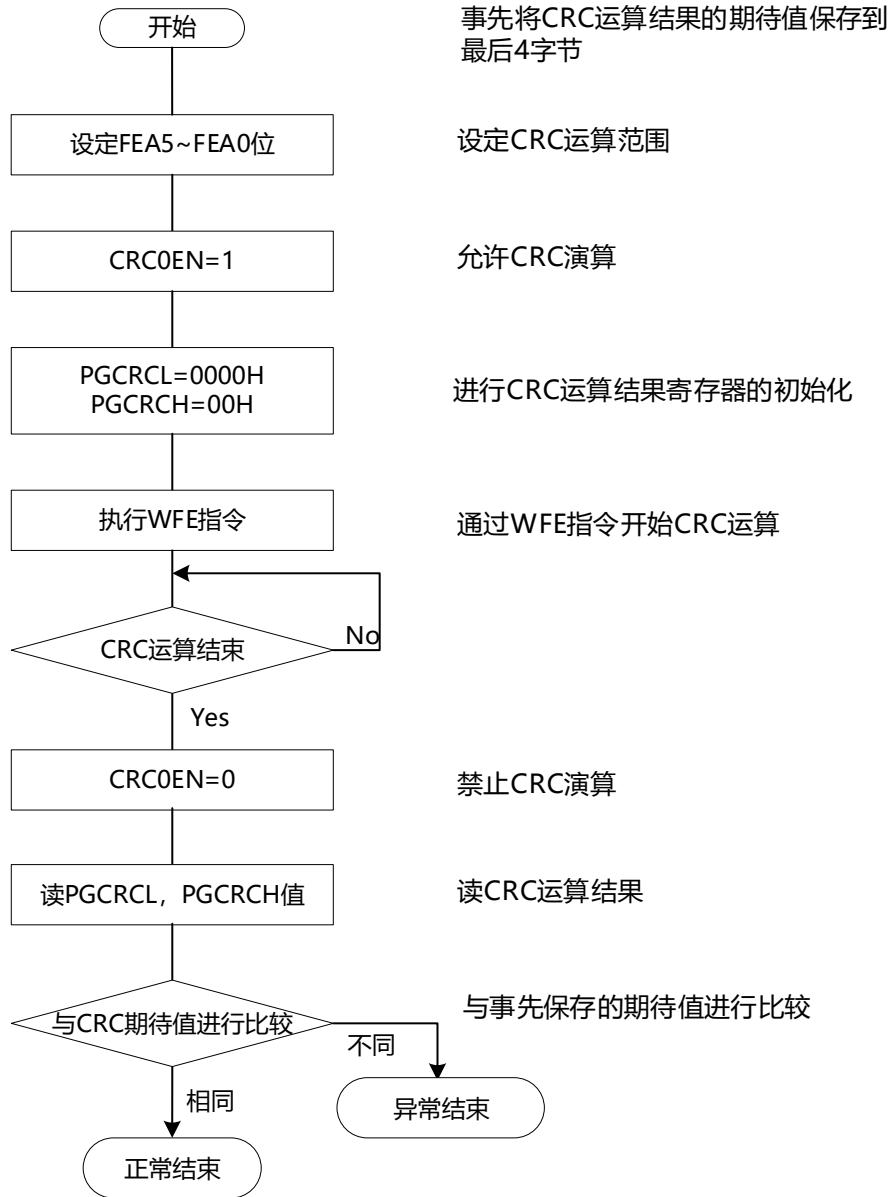 开始
事先将CRC运算结果的期待值保存到
最后4字节
设定FEA5~FEA0位
设定CRC运算范围
CRC0EN=1
允许CRC演算
PGCRCL=0000H
PGCRCH=00H
进行CRC运算结果寄存器的初始化
执行WFE指令
通过WFE指令开始CRC运算
CRC运算结束
No
Yes
CRC0EN=0
禁止CRC演算
读PGCRCL，PGCRCH值
读CRC运算结果
与CRC期待值进行比较
与事先保存的期待值进行比较
不同
相同
异常结束
正常结束